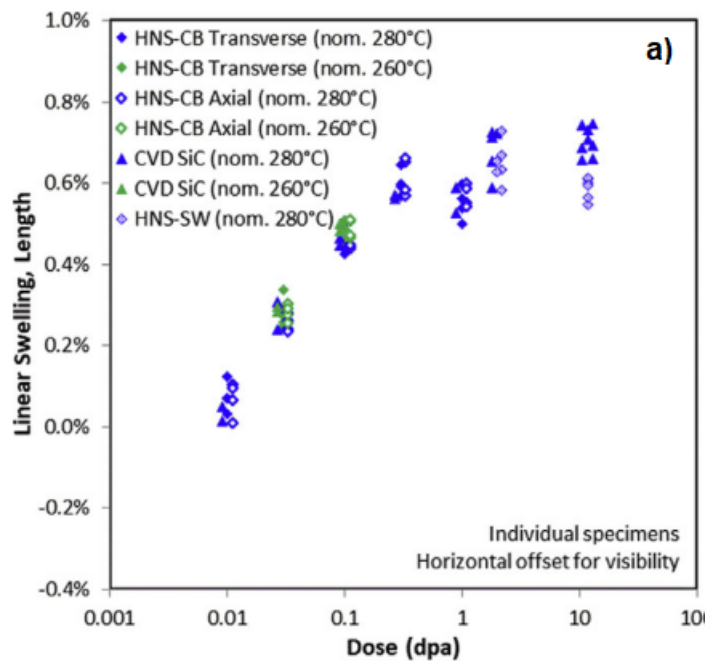 1.0%
0.8%
0.6%
0.4%
0.2%
0.0%
-0.2%
-0.4%
Linear Swelling, Length
HNS-CB Transverse (nom. 280°C)
HNS-CB Transverse (nom. 260°C)
HNS-CB Axial (nom. 280°C)
HNS-CB Axial (nom. 260°C)
CVD SiC (nom. 280°C)
CVD SiC (nom. 260°C)
HNS-SW (nom. 280°C)
a)
Individual specimens
Horizontal offset for visibility
0.001 0.01 0.1 1 10
Dose (dpa)